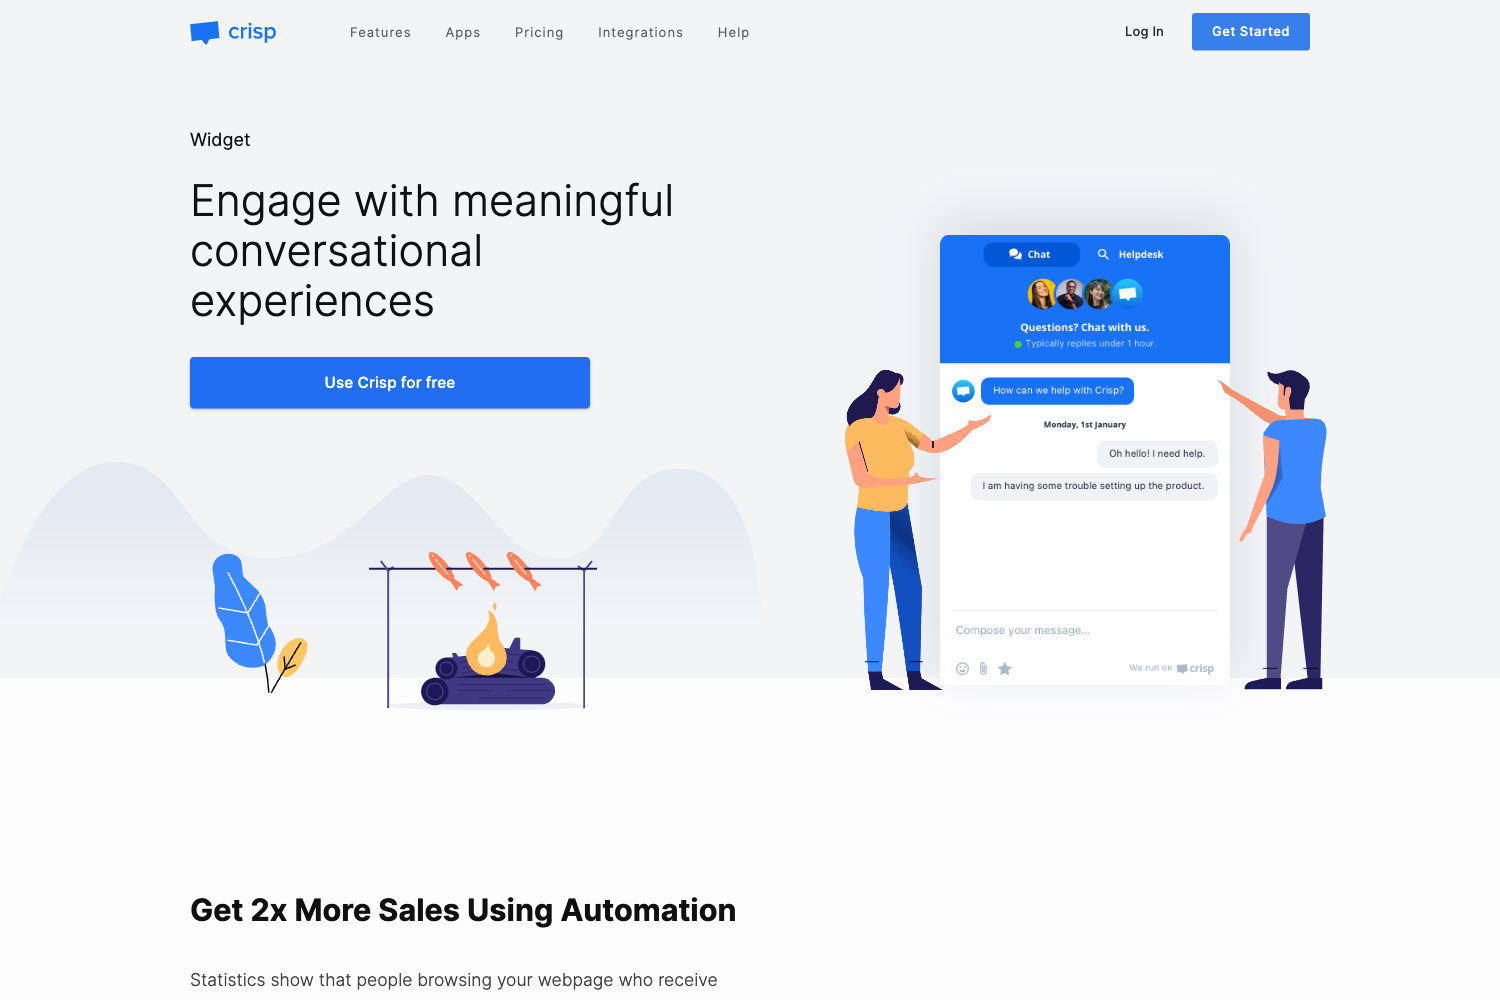 crisp
Features
Apps
Pricing
Integrations
Help
Log In
Get Started
Widget
Engage with meaningful
conversational
experiences
Use Crisp for free
Chat
Helpdesk
Questions? Chat with us.
Typically replies under 1 hour.
How can we help with Crisp?
Monday, 1st January
Oh hello! I need help.
I am having some trouble setting up the product.
Compose your message...
We run on crisp
Get 2x More Sales Using Automation
Statistics show that people browsing your webpage who receive